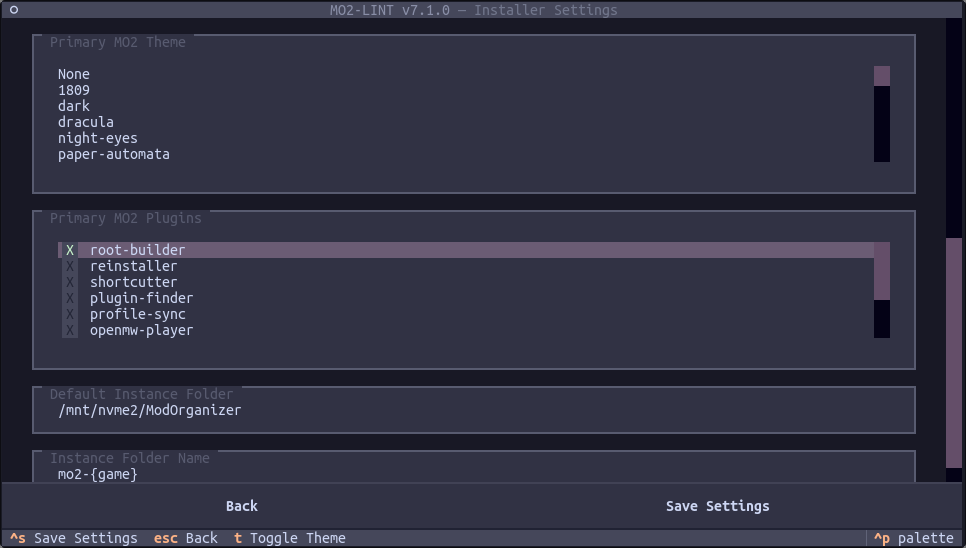 MO2-LINT v7.1.0 — Installer Settings
Primary MO2 Theme
None
1809
dark
dracula
night-eyes
paper-automata
Primary MO2 Plugins
X root-builder
X reinstaller
X shortcutter
X plugin-finder
X profile-sync
X openmw-player
Default Instance Folder
/mnt/nvme2/ModOrganizer
Instance Folder Name
mo2-{game}
Back Save Settings
^s Save Settings esc Back t Toggle Theme ^p palette